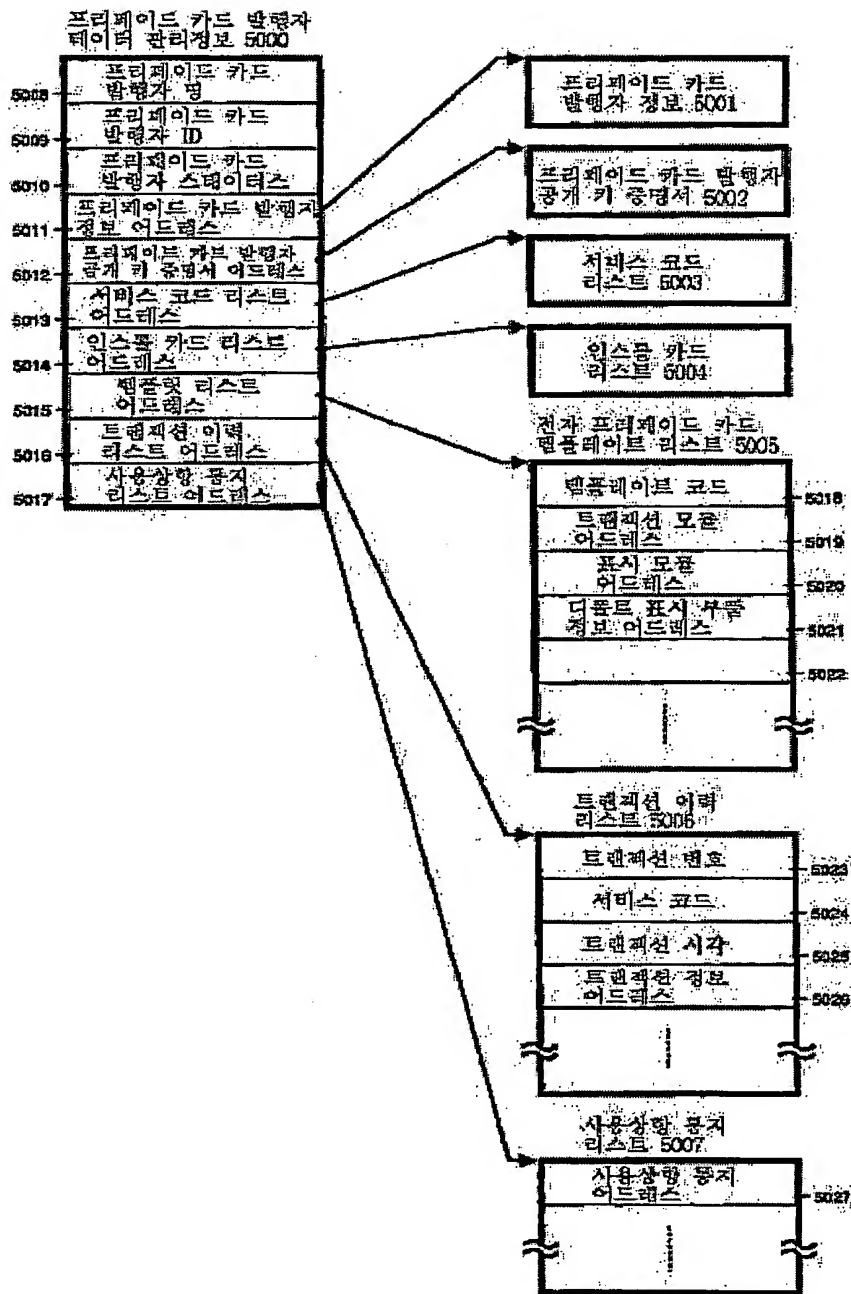 프리페이드 카드 발행자
데이터 관리정보 5000
프리페이드 카드
발행자 명
5008
프리페이드 카드
발행자 ID
5009
프리페이드 카드
발행자 스테이터스
5010
프리페이드 카드 발행자
정보 어드레스
5011
프리페이드 카드 발행자
공개 키 증명서 어드레스
5012
서비스 코드 리스트
어드레스
5013
인스톨 카드 리스트
어드레스
5014
템플릿 리스트
어드레스
5015
트랜잭션 이력
리스트 어드레스
5016
사용상황 통지
리스트 어드레스
5017
프리페이드 카드
발행자 정보 5001
프리페이드 카드 발행자
공개 키 증명서 5002
서비스 코드
리스트 5003
인스톨 카드
리스트 5004
전자 프리페이드 카드
템플레이트 리스트 5005
템플레이트 코드
5018
트랜잭션 모듈
어드레스
5019
표시 모듈
어드레스
5020
디폴트 표시 부품
정보 어드레스
5021
5022
트랜잭션 이력
리스트 5006
트랜잭션 번호
5023
서비스 코드
5024
트랜잭션 시각
5025
트랜잭션 정보
어드레스
5026
사용상황 통지
리스트 5007
사용상황 통지
어드레스
5027